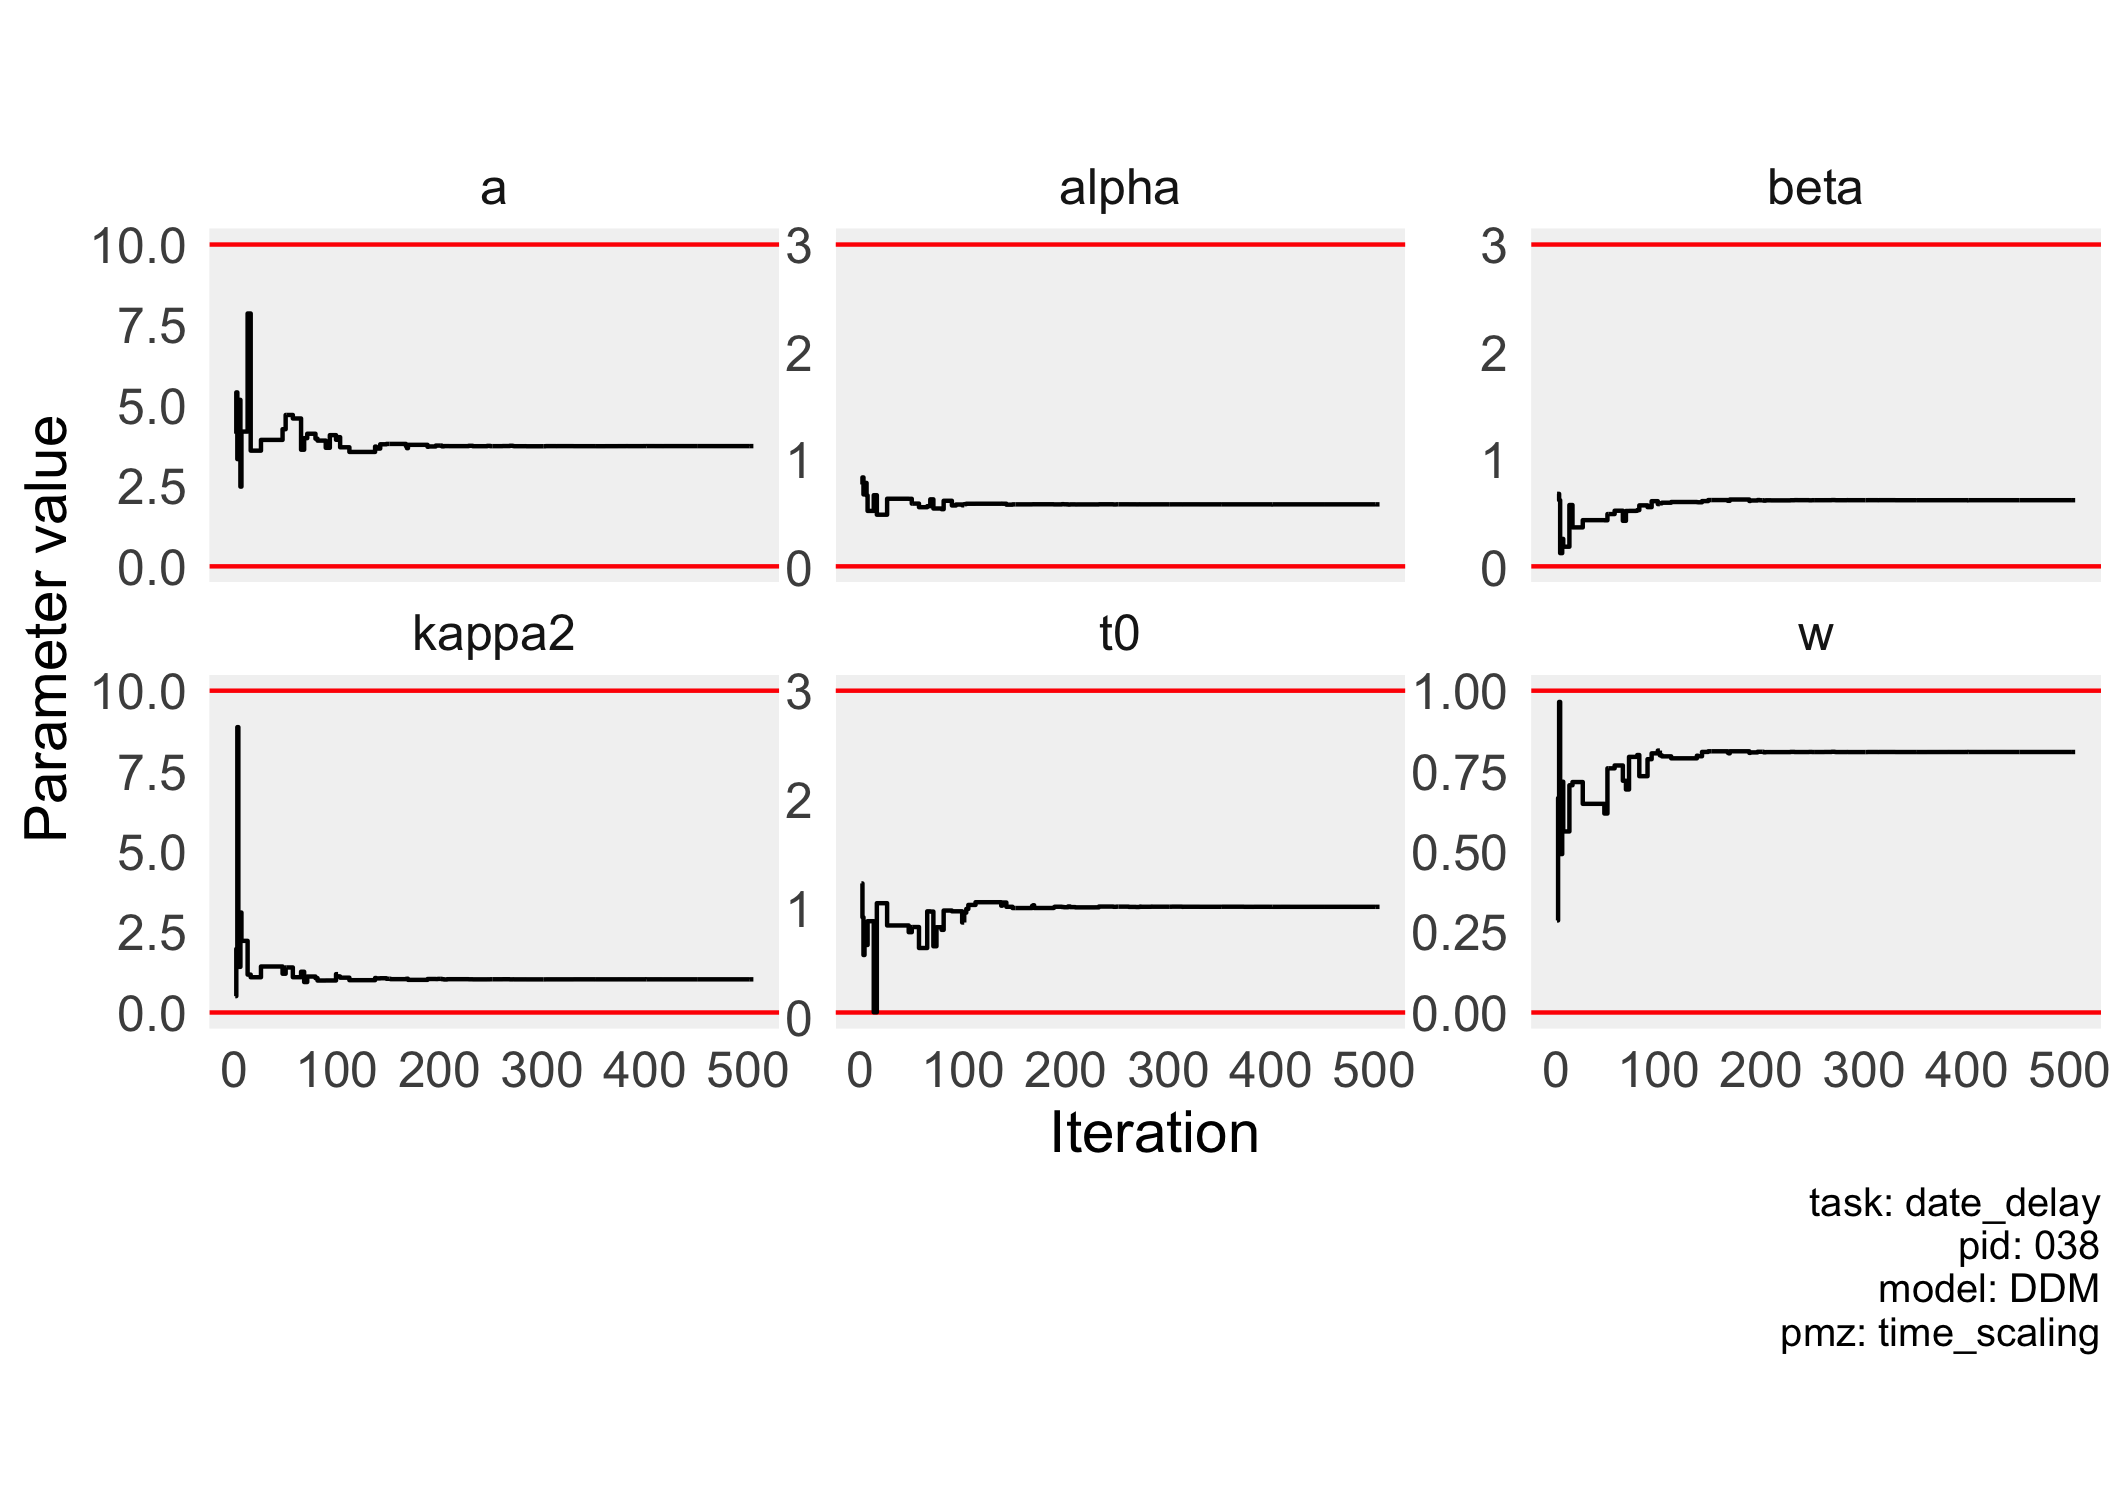 a
alpha
beta
10.0
7.5
5.0
2.5
0.0
3
2
1
0
3
2
1
0
Parameter value
kappa2
t0
w
10.0
7.5
5.0
2.5
0.0
3
2
1
0
1.00
0.75
0.50
0.25
0.00
0 100 200 300 400 500
0 100 200 300 400 500
0 100 200 300 400 500
Iteration
task: date_delay
pid: 038
model: DDM
pmz: time_scaling